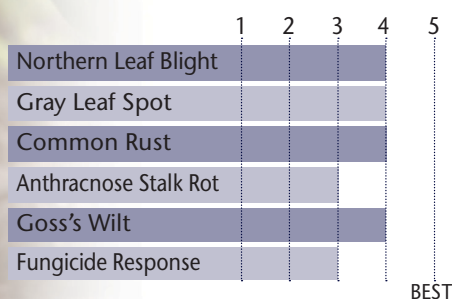 1 2 3 4 5
Northern Leaf Blight
Gray Leaf Spot
Common Rust
Anthracnose Stalk Rot
Goss's Wilt
Fungicide Response
BEST